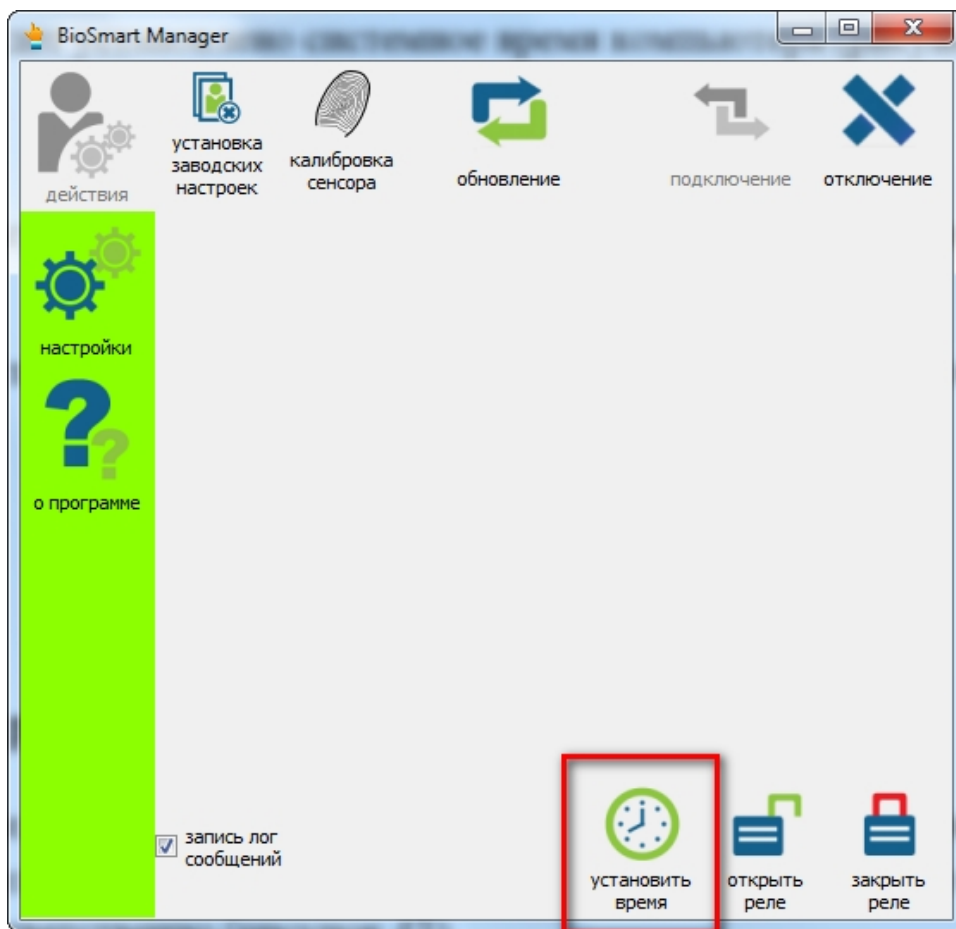 BioSmart Manager
действия
установка
заводских
настроек
калибровка
сенсора
обновление
подключение
отключение
настройки
о программе
запись лог
сообщений
установить
время
открыть
реле
закрыть
реле